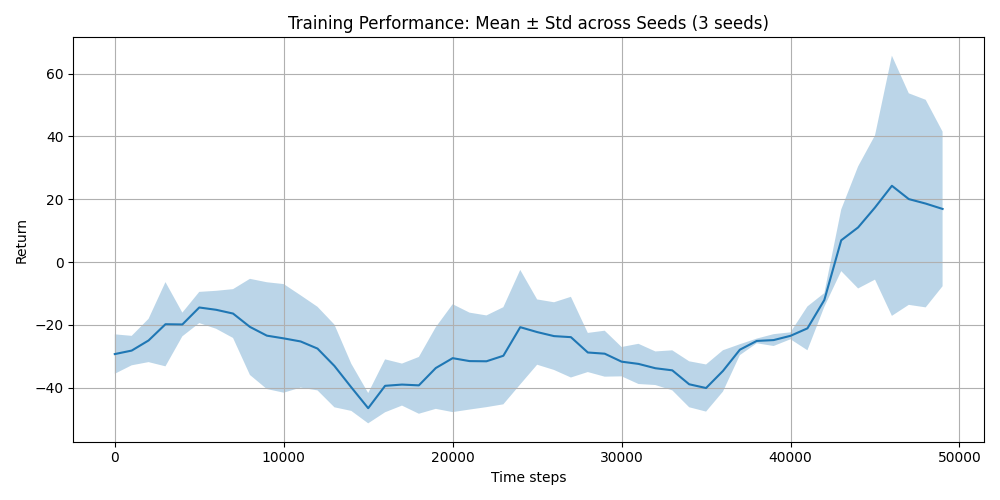 Training Performance: Mean ± Std across Seeds (3 seeds)
Return
60
40
20
0
−20
−40
0 10000 20000 30000 40000 50000
Time steps